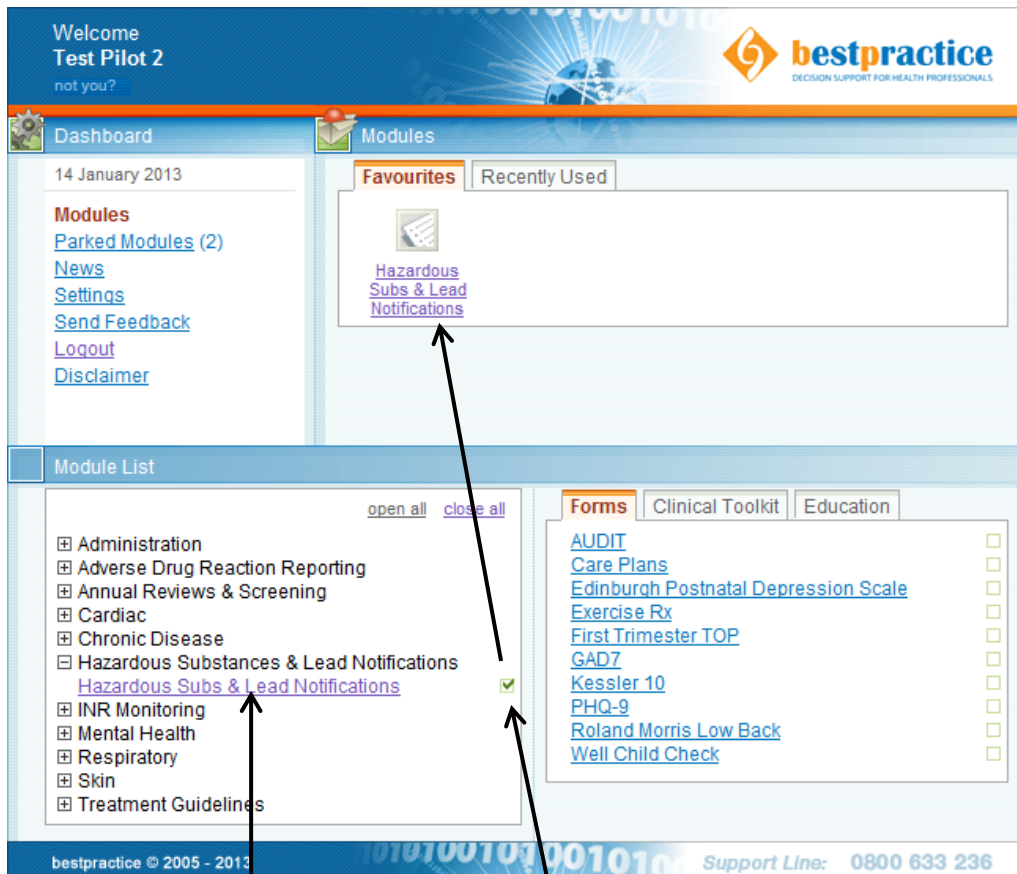 Welcome
Test Pilot 2
not you?
bestpractice
DECISION SUPPORT FOR HEALTH PROFESSIONALS
Dashboard
Modules
14 January 2013
Modules
Parked Modules (2)
News
Settings
Send Feedback
Logout
Disclaimer
Favourites
Recently Used
Hazardous
Subs & Lead
Notifications
Module List
open all close all
Administration
Adverse Drug Reaction Reporting
Annual Reviews & Screening
Cardiac
Chronic Disease
Hazardous Substances & Lead Notifications
Hazardous Subs & Lead Notifications
INR Monitoring
Mental Health
Respiratory
Skin
Treatment Guidelines
Forms Clinical Toolkit Education
AUDIT
Care Plans
Edinburgh Postnatal Depression Scale
Exercise Rx
First Trimester TOP
GAD7
Kessler 10
PHQ-9
Roland Morris Low Back
Well Child Check
bestpractice © 2005 - 2013
Support Line: 0800 633 236